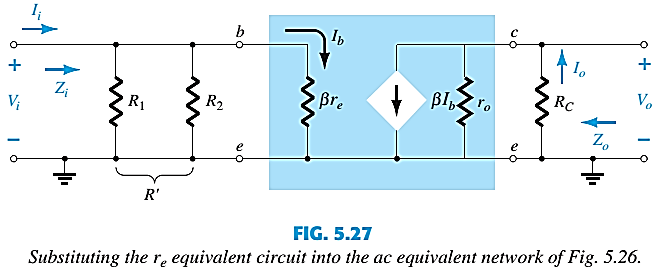 I_i
b
I_b
c
+
Z_i
V_i
R_1
R_2
βr_e
βI_b
r_o
I_o
R_C
+
V_o
Z_o
–
e
e
–
R'
FIG. 5.27
Substituting the r_e equivalent circuit into the ac equivalent network of Fig. 5.26.